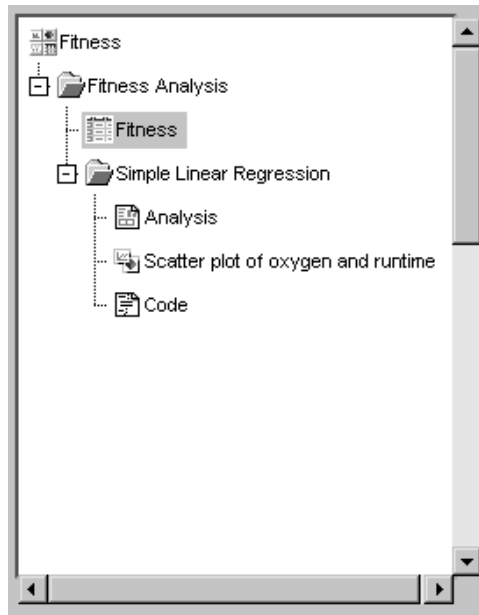 Fitness
Fitness Analysis
Fitness
Simple Linear Regression
Analysis
Scatter plot of oxygen and runtime
Code